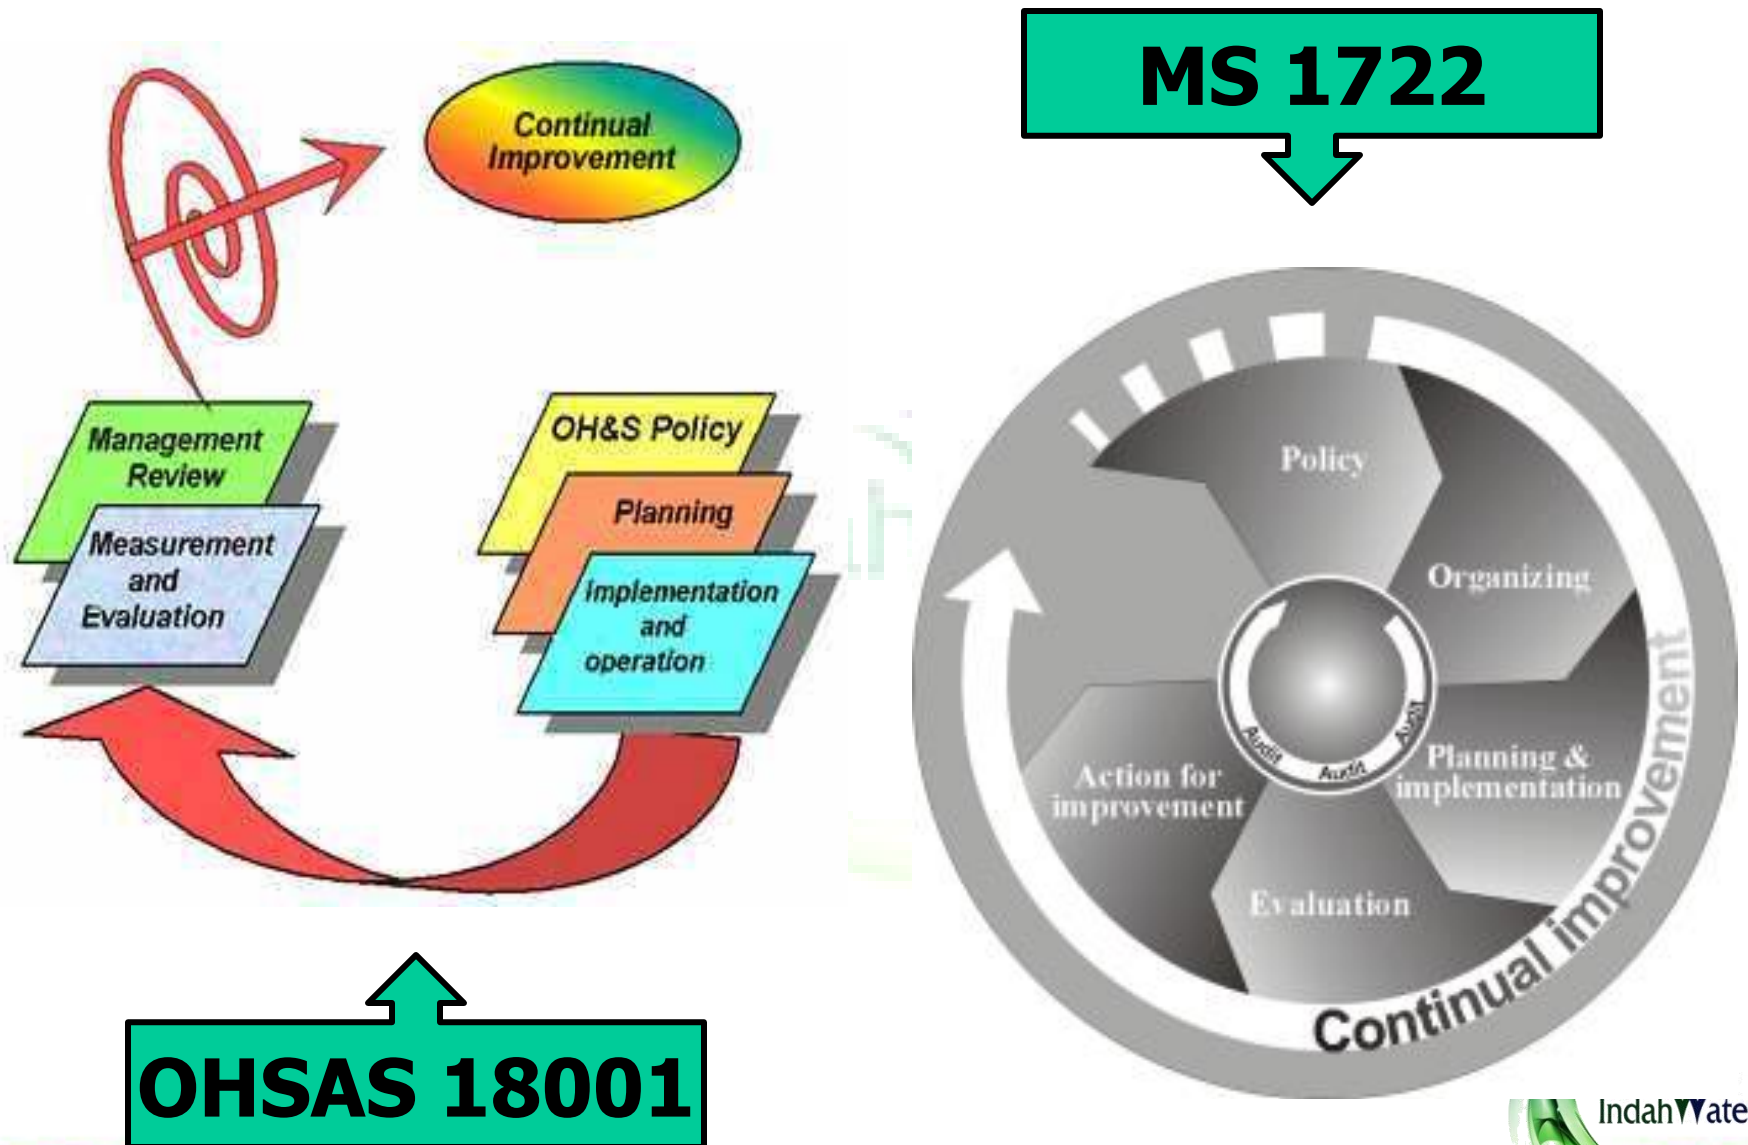 Continual
Improvement
Management
Review
Measurement
and
Evaluation
OH&S Policy
Planning
Implementation
and
operation
OHSAS 18001
MS 1722
Policy
Organizing
Planning &
implementation
Evaluation
Action for
improvement
Audit
Audit
Audit
Continual improvement
IndahWate